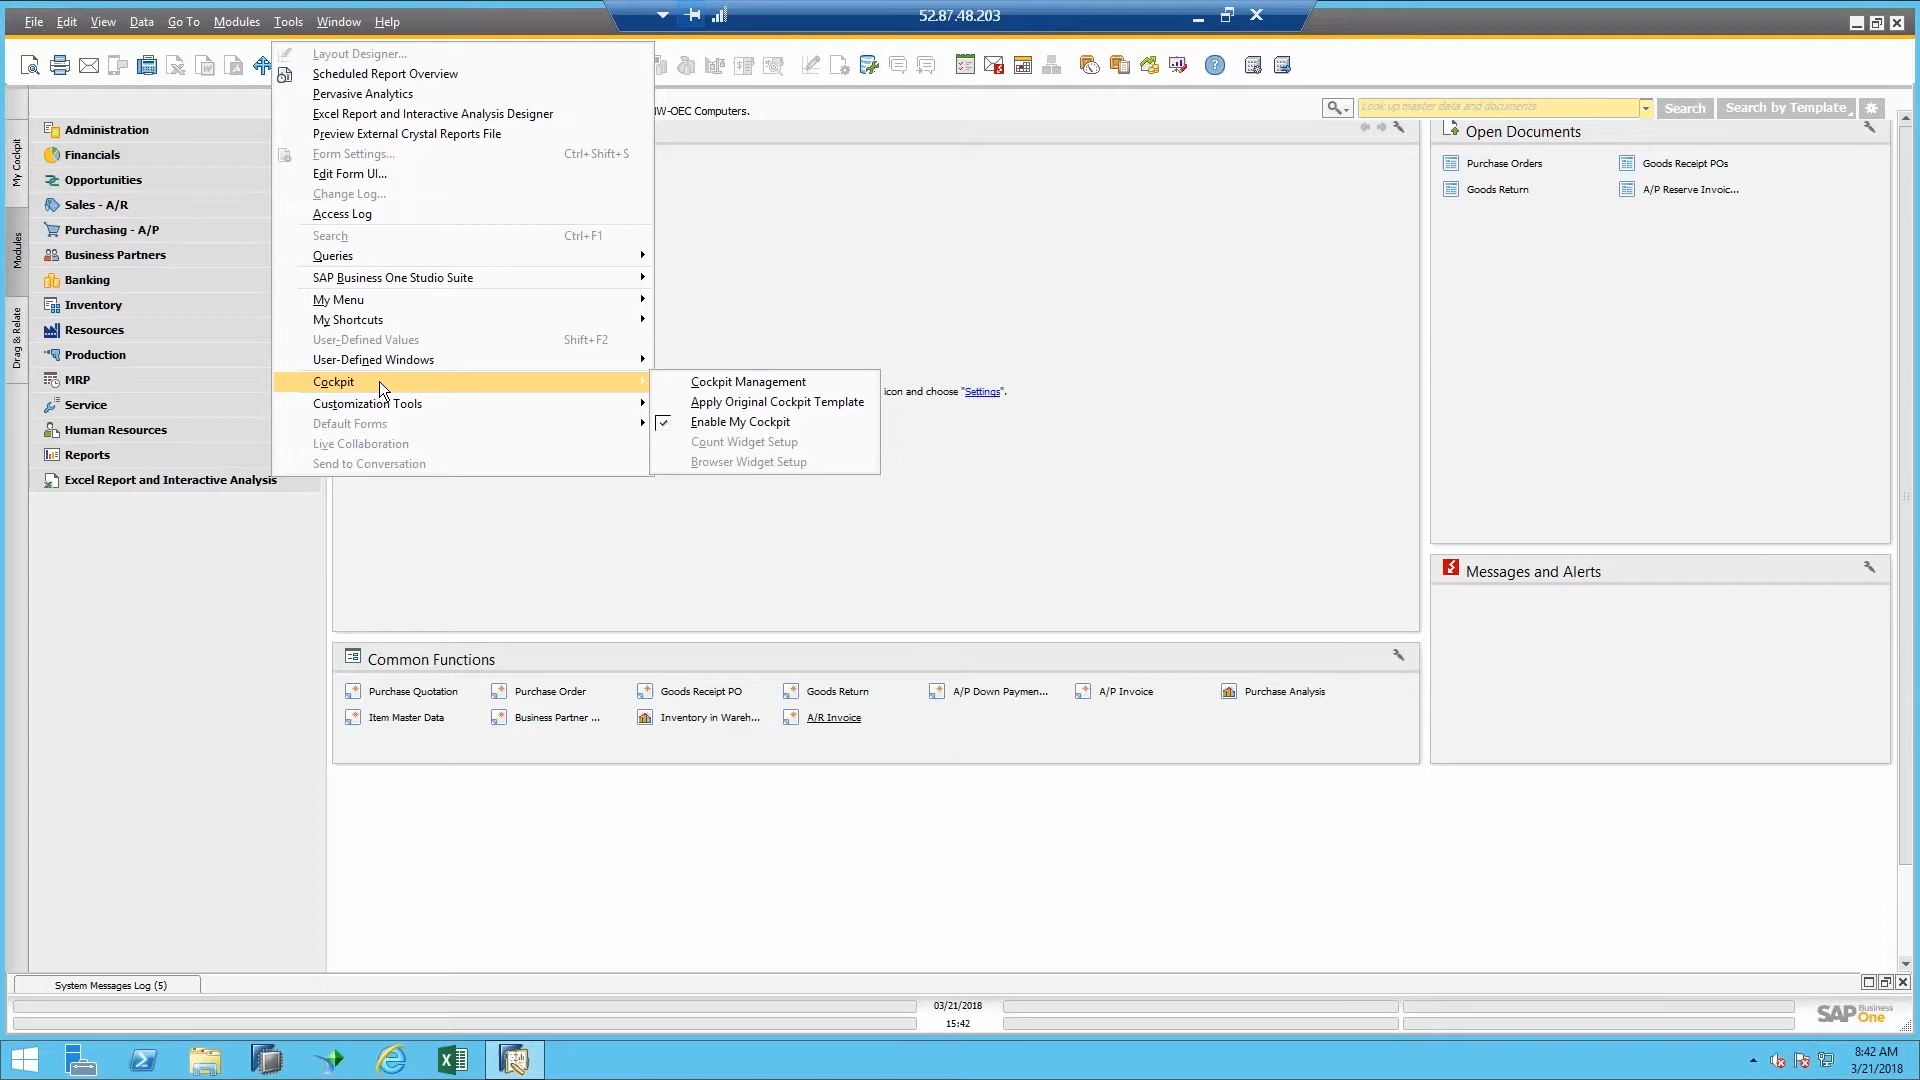 File Edit View Data Go To Modules Tools Window Help
52.87.48.203
Layout Designer...
Scheduled Report Overview
Pervasive Analytics
Excel Report and Interactive Analysis Designer
Preview External Crystal Reports File
Form Settings... Ctrl+Shift+S
Edit Form UI...
Change Log...
Access Log
Search Ctrl+F1
Queries
SAP Business One Studio Suite
My Menu
My Shortcuts
User-Defined Values Shift+F2
User-Defined Windows
Cockpit
Customization Tools
Default Forms
Live Collaboration
Send to Conversation
Cockpit Management
Apply Original Cockpit Template
Enable My Cockpit
Count Widget Setup
Browser Widget Setup
My Cockpit
Modules
Drag & Relate
Administration
Financials
Opportunities
Sales - A/R
Purchasing - A/P
Business Partners
Banking
Inventory
Resources
Production
MRP
Service
Human Resources
Reports
Excel Report and Interactive Analysis
-OEC Computers.
Look up master data and documents
Search
Search by Template
icon and choose "Settings".
Open Documents
Purchase Orders Goods Receipt POs
Goods Return A/P Reserve Invoic...
Messages and Alerts
Common Functions
Purchase Quotation Purchase Order Goods Receipt PO Goods Return A/P Down Paymen... A/P Invoice Purchase Analysis
Item Master Data Business Partner ... Inventory in Wareh... A/R Invoice
System Messages Log (5)
03/21/2018
15:42
SAP Business One
8:42 AM
3/21/2018